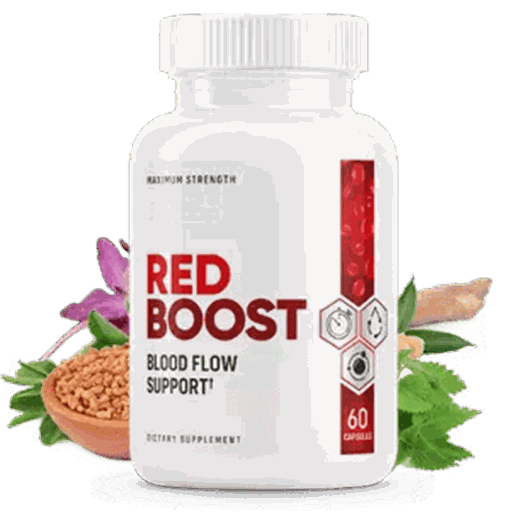 MAXIMUM STRENGTH
RED
BOOST
BLOOD FLOW
SUPPORT†
DIETARY SUPPLEMENT
60
CAPSULES